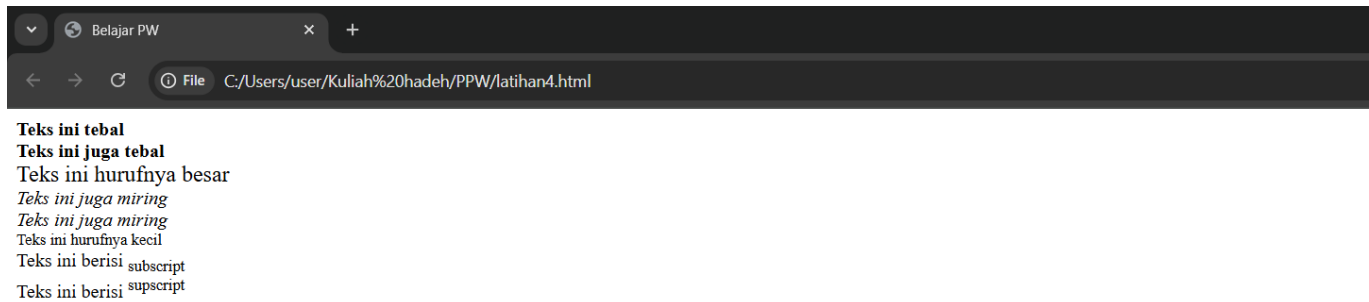 Belajar PW
File C:/Users/user/Kuliah%20hadeh/PPW/latihan4.html
Teks ini tebal
Teks ini juga tebal
Teks ini hurufnya besar
Teks ini juga miring
Teks ini juga miring
Teks ini hurufnya kecil
Teks ini berisi subscript
Teks ini berisi supscript